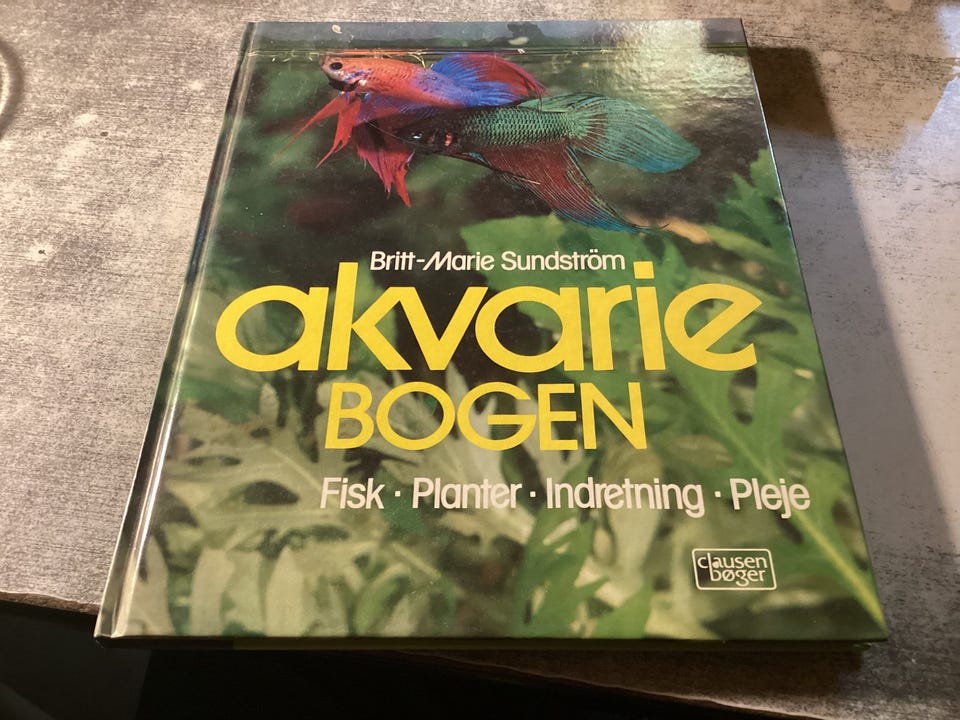 Britt-Marie Sundström
akvarie
BOGEN
Fisk · Planter · Indretning · Pleje
clausen
bøger